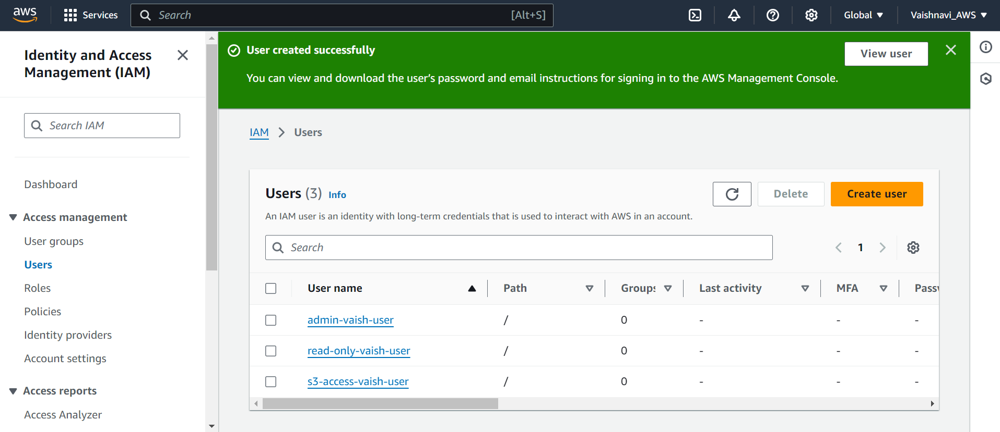 aws
Services
Search [Alt+S]
Global
Vaishnavi_AWS
Identity and Access
Management (IAM)
Search IAM
Dashboard
Access management
User groups
Users
Roles
Policies
Identity providers
Account settings
Access reports
Access Analyzer
User created successfully
You can view and download the user's password and email instructions for signing in to the AWS Management Console.
View user
IAM > Users
Users (3) Info
Delete
Create user
An IAM user is an identity with long-term credentials that is used to interact with AWS in an account.
Search
1
User name Path Groups Last activity MFA Passw
admin-vaish-user / 0 - - -
read-only-vaish-user / 0 - - -
s3-access-vaish-user / 0 - - -